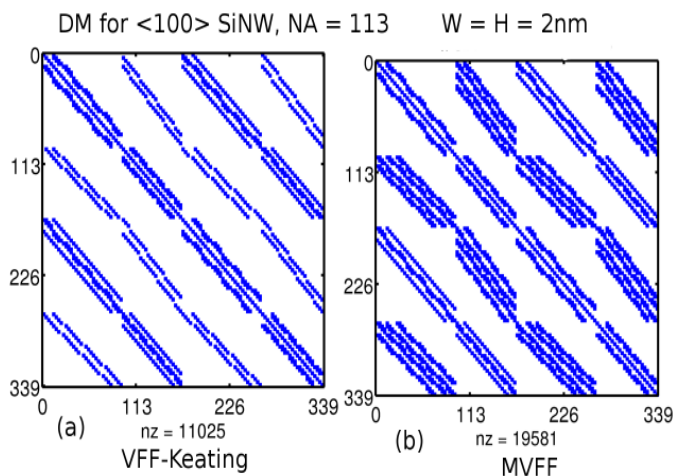 DM for <100> SiNW, NA = 113 W = H = 2nm
0
113
226
339
0 113 226 339
(a)
nz = 11025
VFF-Keating
0
113
226
339
0 113 226 339
(b)
nz = 19581
MVFF